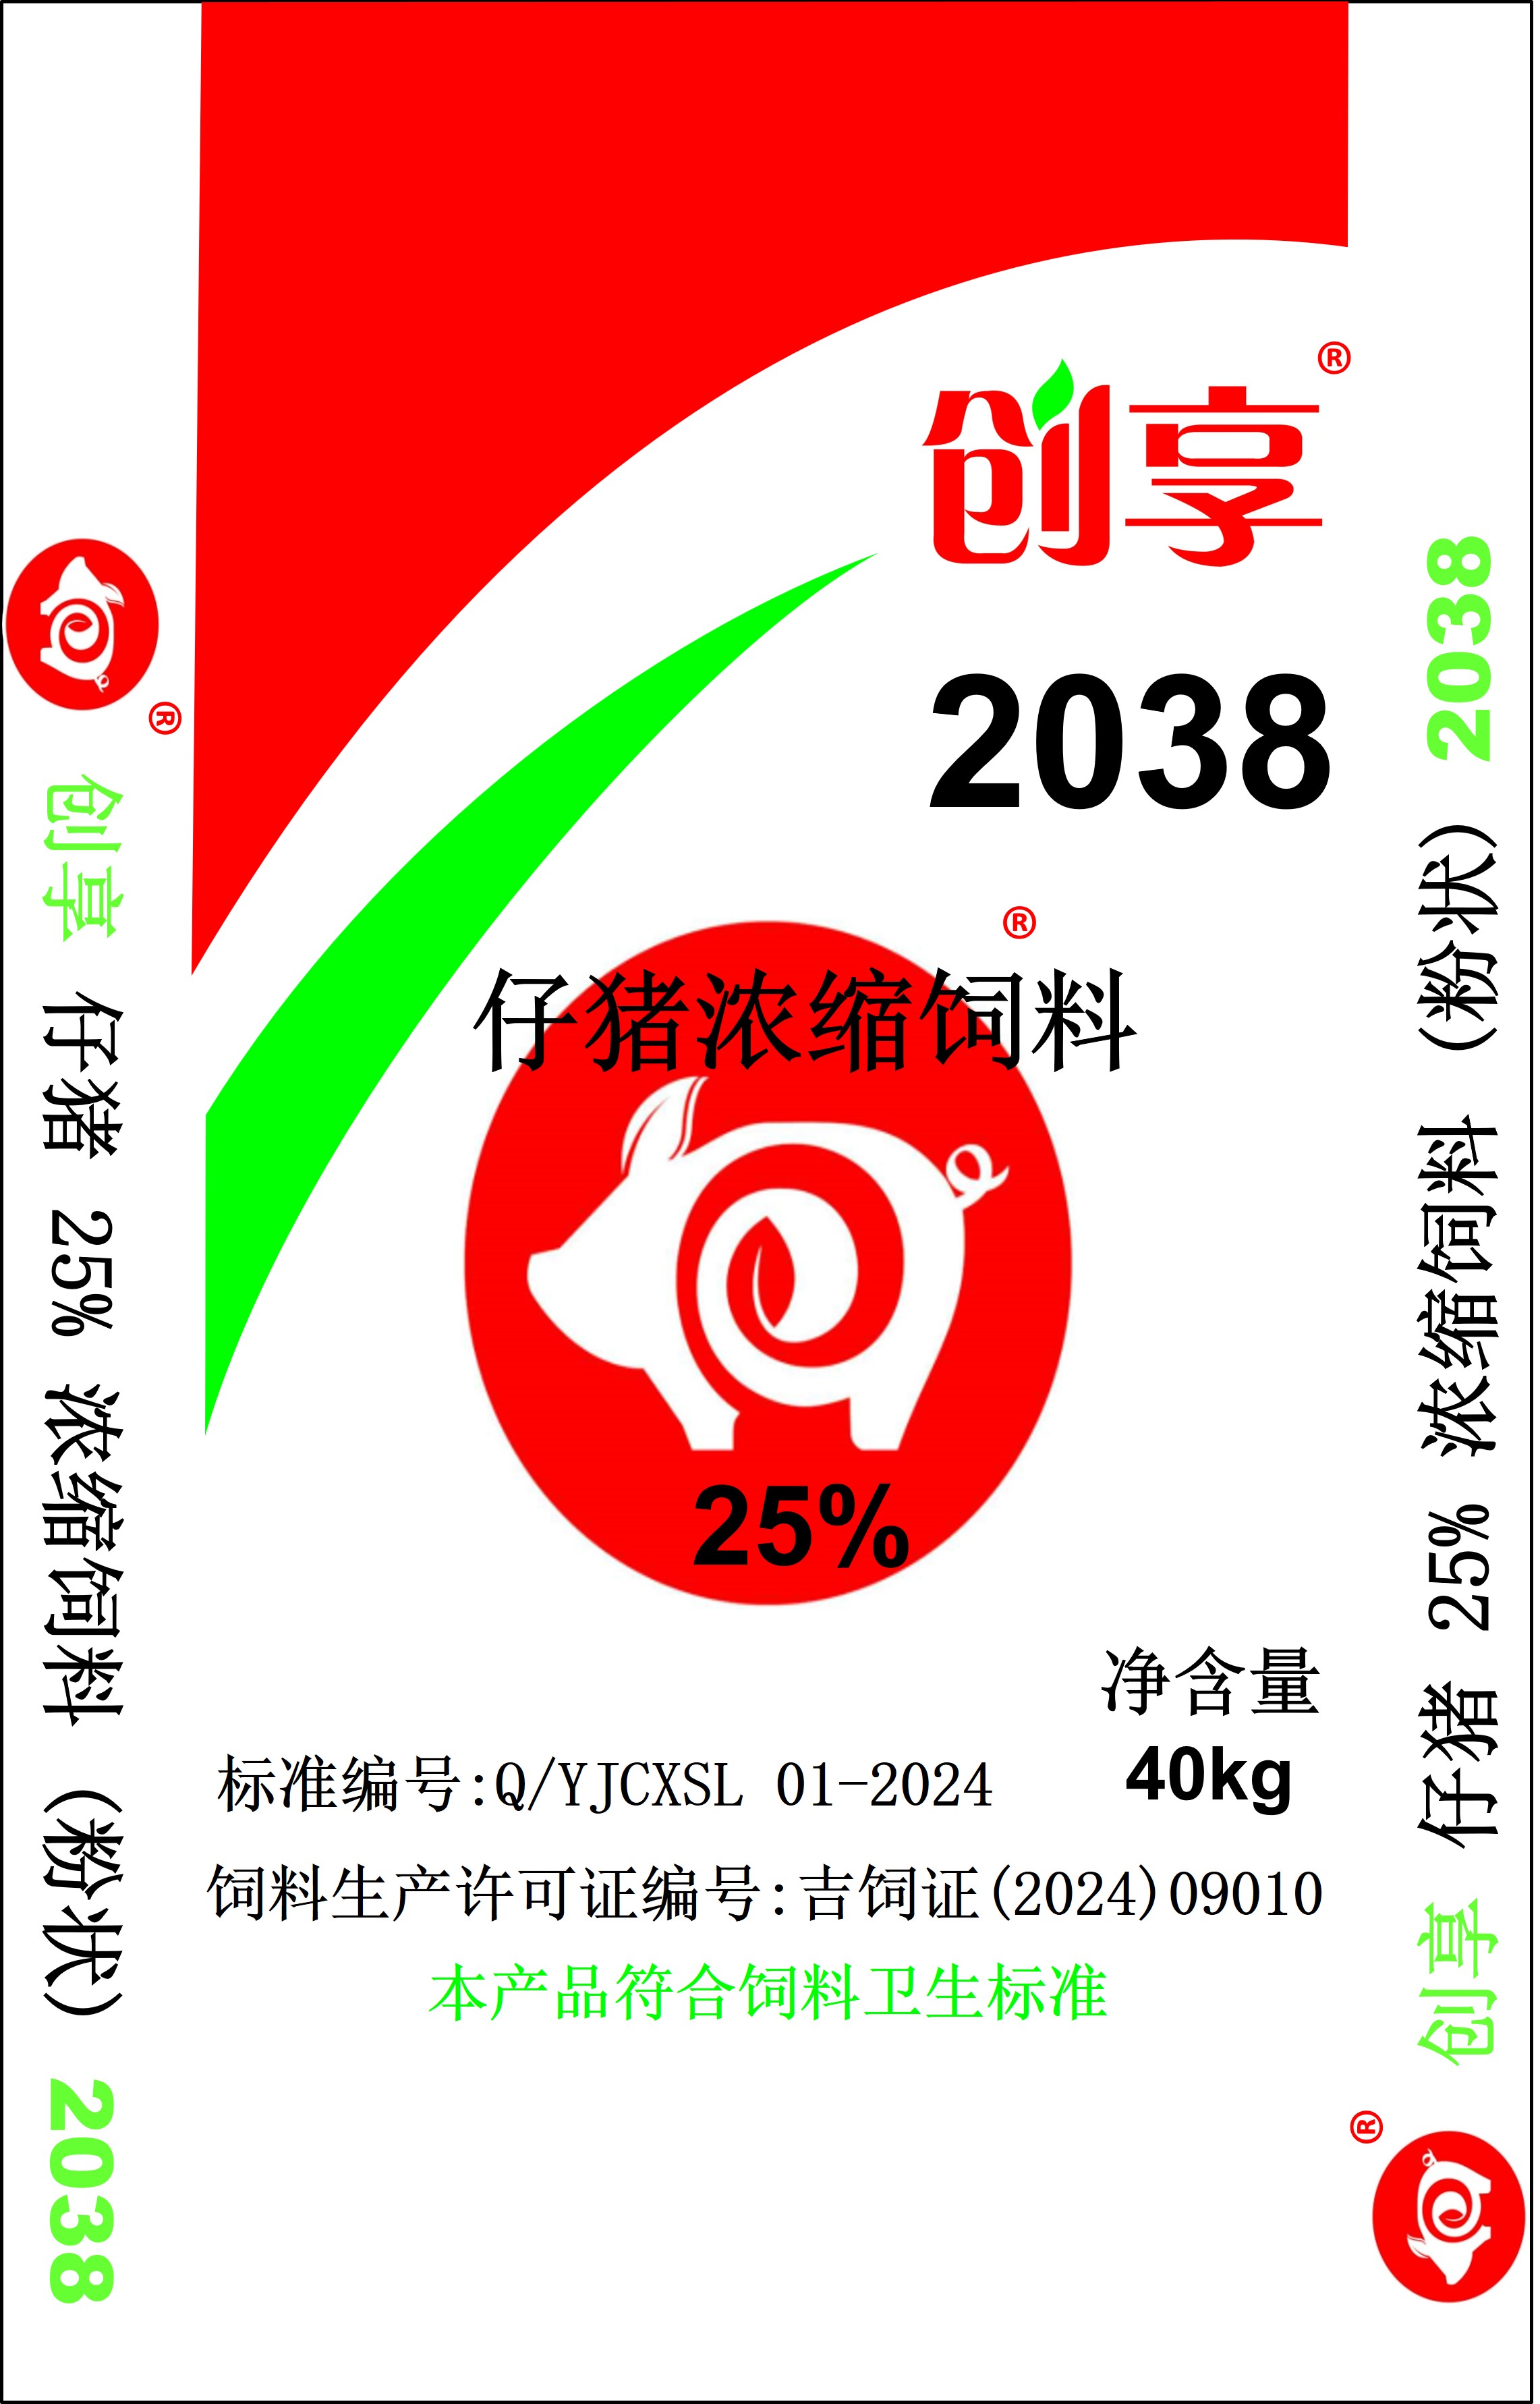 创享®
2038
®
仔猪浓缩饲料
25%
净含量
40kg
标准编号:Q/YJCXSL 01-2024
饲料生产许可证编号:吉饲证(2024)09010
本产品符合饲料卫生标准
®
创享 仔猪 25% 浓缩饲料 (粉状) 2038
®
创享 仔猪 25% 浓缩饲料 (粉状) 2038